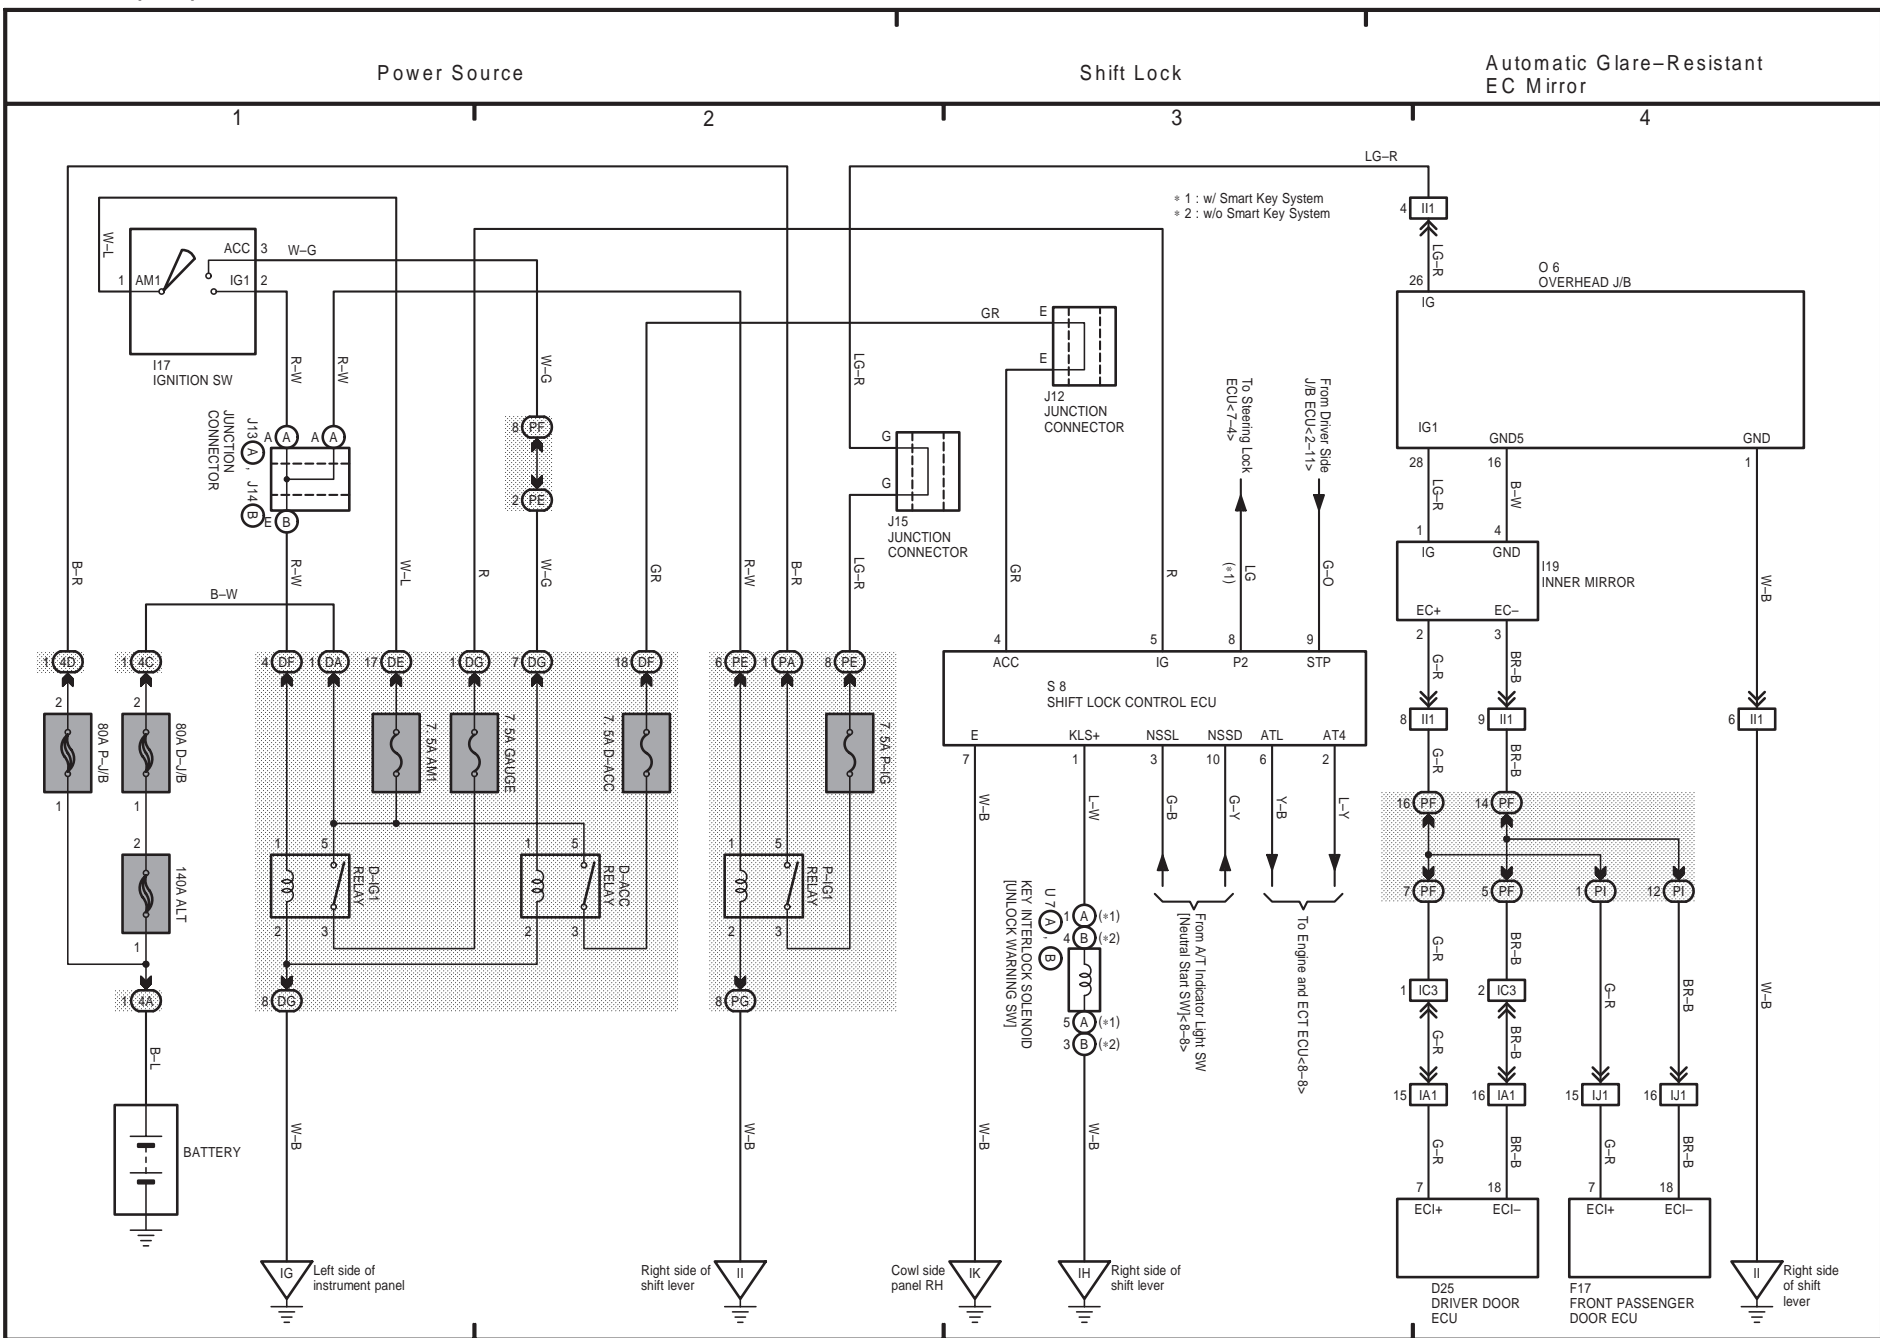 Power Source
Shift Lock
Automatic Glare–Resistant
EC Mirror
1
2
3
4
LG–R
∗ 1 : w/ Smart Key System
∗ 2 : w/o Smart Key System
4 II1
LG–R
26
O 6
OVERHEAD J/B
IG
IG1
GND5
GND
28
16
1
W–L
ACC 3
W–G
1 AM1
IG1 2
I17
IGNITION SW
R–W
R–W
W–G
LG–R
GR
E
E
J12
JUNCTION
CONNECTOR
JUNCTION
CONNECTOR
J13 A , J14 B
A A
A A
E B
8 PF
2 PE
G
G
J15
JUNCTION
CONNECTOR
To Steering Lock
ECU<7–4>
From Driver Side
J/B ECU<2–11>
LG–R
B–W
1
4
IG
GND
I19
INNER MIRROR
EC+
EC–
2
3
B–R
B–W
R–W
W–L
R
W–G
GR
R–W
B–R
LG–R
GR
R
LG
(∗1)
G–O
W–B
1 4D
1 4C
4 DF
1 DA
17 DE
1 DG
7 DG
18 DF
6 PE
1 PA
8 PE
4
5
8
9
ACC
IG
P2
STP
S 8
SHIFT LOCK CONTROL ECU
E
KLS+
NSSL
NSSD
ATL
AT4
7
1
3
10
6
2
G–R
BR–B
8 II1
9 II1
6 II1
2
80A P–J/B
1
2
80A D–J/B
1
7. 5A AM1
7. 5A GAUGE
7. 5A D–ACC
7. 5A P–IG
2
140A ALT
1
1
5
D–IG1
RELAY
2
3
1
5
D–ACC
RELAY
2
3
1
5
P–IG1
RELAY
2
3
1 4A
8 DG
8 PG
W–B
L–W
G–B
G–Y
Y–B
L–Y
G–R
BR–B
16 PF
14 PF
7 PF
5 PF
1 PI
12 PI
U 7 A , B
KEY INTERLOCK SOLENOID
[UNLOCK WARNING SW]
1 A (∗1)
4 B (∗2)
5 A (∗1)
3 B (∗2)
From A/T Indicator Light SW
[Neutral Start SW]<8–8>
To Engine and ECT ECU<8–8>
G–R
BR–B
G–R
BR–B
W–B
1 IC3
2 IC3
G–R
BR–B
15 IA1
16 IA1
15 IJ1
16 IJ1
B–L
BATTERY
W–B
W–B
W–B
W–B
G–R
BR–B
G–R
BR–B
7
18
7
18
ECI+
ECI–
ECI+
ECI–
D25
DRIVER DOOR
ECU
F17
FRONT PASSENGER
DOOR ECU
IG
Left side of
instrument panel
Right side of
shift lever
II
Cowl side
panel RH
IK
IH
Right side of
shift lever
II
Right side
of shift
lever